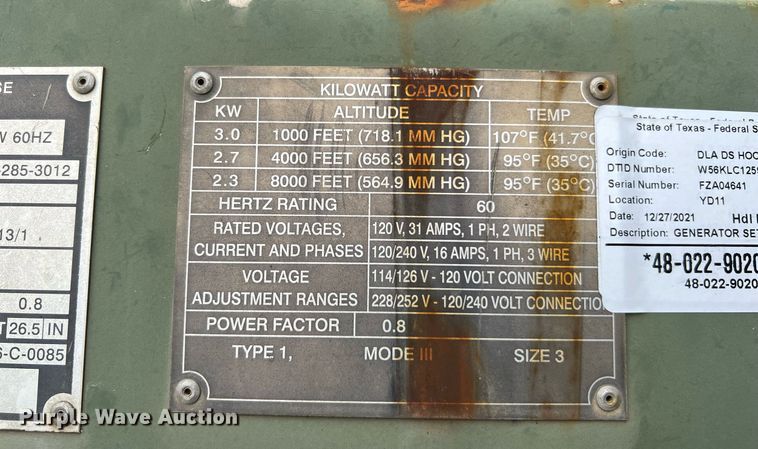 SE
W 60HZ
-285-3012
13/1
0.8
T 26.5 IN
6-C-0085
KILOWATT CAPACITY
KW ALTITUDE TEMP
3.0 1000 FEET (718.1 MM HG) 107°F (41.7°C
2.7 4000 FEET (656.3 MM HG) 95°F (35°C)
2.3 8000 FEET (564.9 MM HG) 95°F (35°C)
HERTZ RATING 60
RATED VOLTAGES, 120 V, 31 AMPS, 1 PH, 2 WIRE
CURRENT AND PHASES 120/240 V, 16 AMPS, 1 PH, 3 WIRE
VOLTAGE 114/126 V - 120 VOLT CONNECTION
ADJUSTMENT RANGES 228/252 V - 120/240 VOLT CONNECTIO
POWER FACTOR 0.8
TYPE 1, MODE III SIZE 3
State of Texas - Federal
State of Texas - Federal S
Origin Code: DLA DS HOO
DTID Number: W56KLC1259
Serial Number: FZA04641
Location: YD11
Date: 12/27/2021 Hdl
Description: GENERATOR SET
*48-022-9020
48-022-9020
Purple Wave Auction